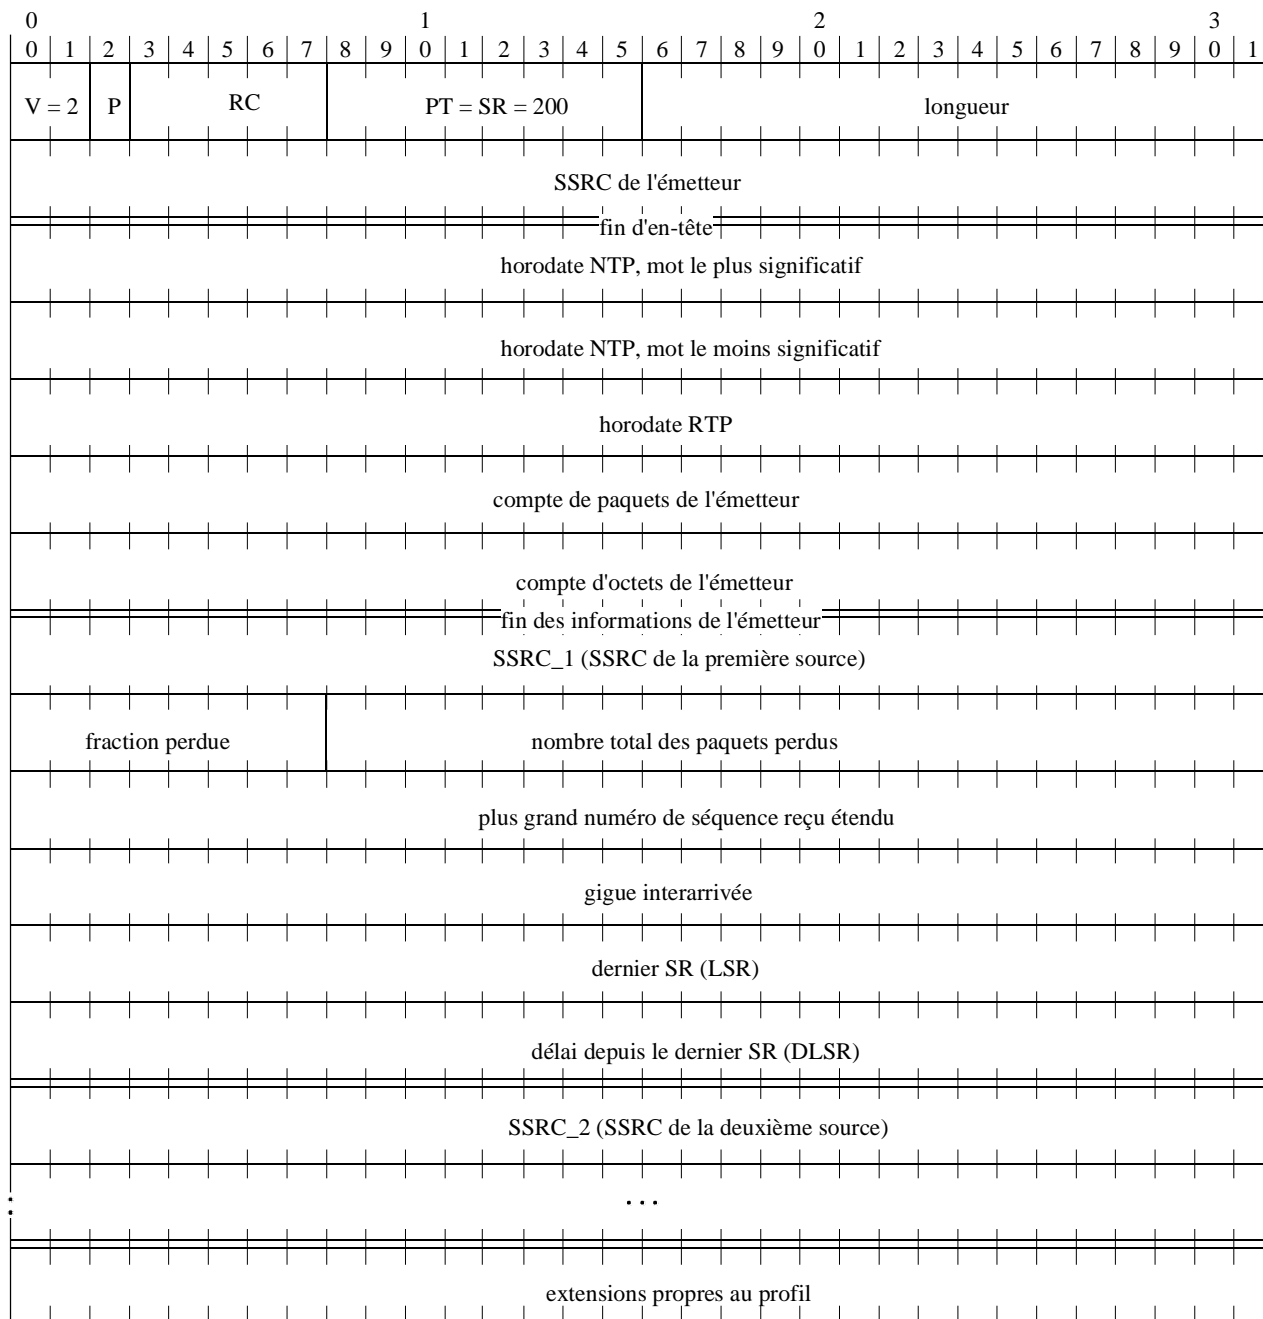 0 1 2 3
0 1 2 3 4 5 6 7 8 9 0 1 2 3 4 5 6 7 8 9 0 1 2 3 4 5 6 7 8 9 0 1
V = 2 P RC PT = SR = 200 longueur
SSRC de l'émetteur
fin d'en-tête
horodate NTP, mot le plus significatif
horodate NTP, mot le moins significatif
horodate RTP
compte de paquets de l'émetteur
compte d'octets de l'émetteur
fin des informations de l'émetteur
SSRC_1 (SSRC de la première source)
fraction perdue nombre total des paquets perdus
plus grand numéro de séquence reçu étendu
gigue interarrivée
dernier SR (LSR)
délai depuis le dernier SR (DLSR)
SSRC_2 (SSRC de la deuxième source)
: . . .
extensions propres au profil